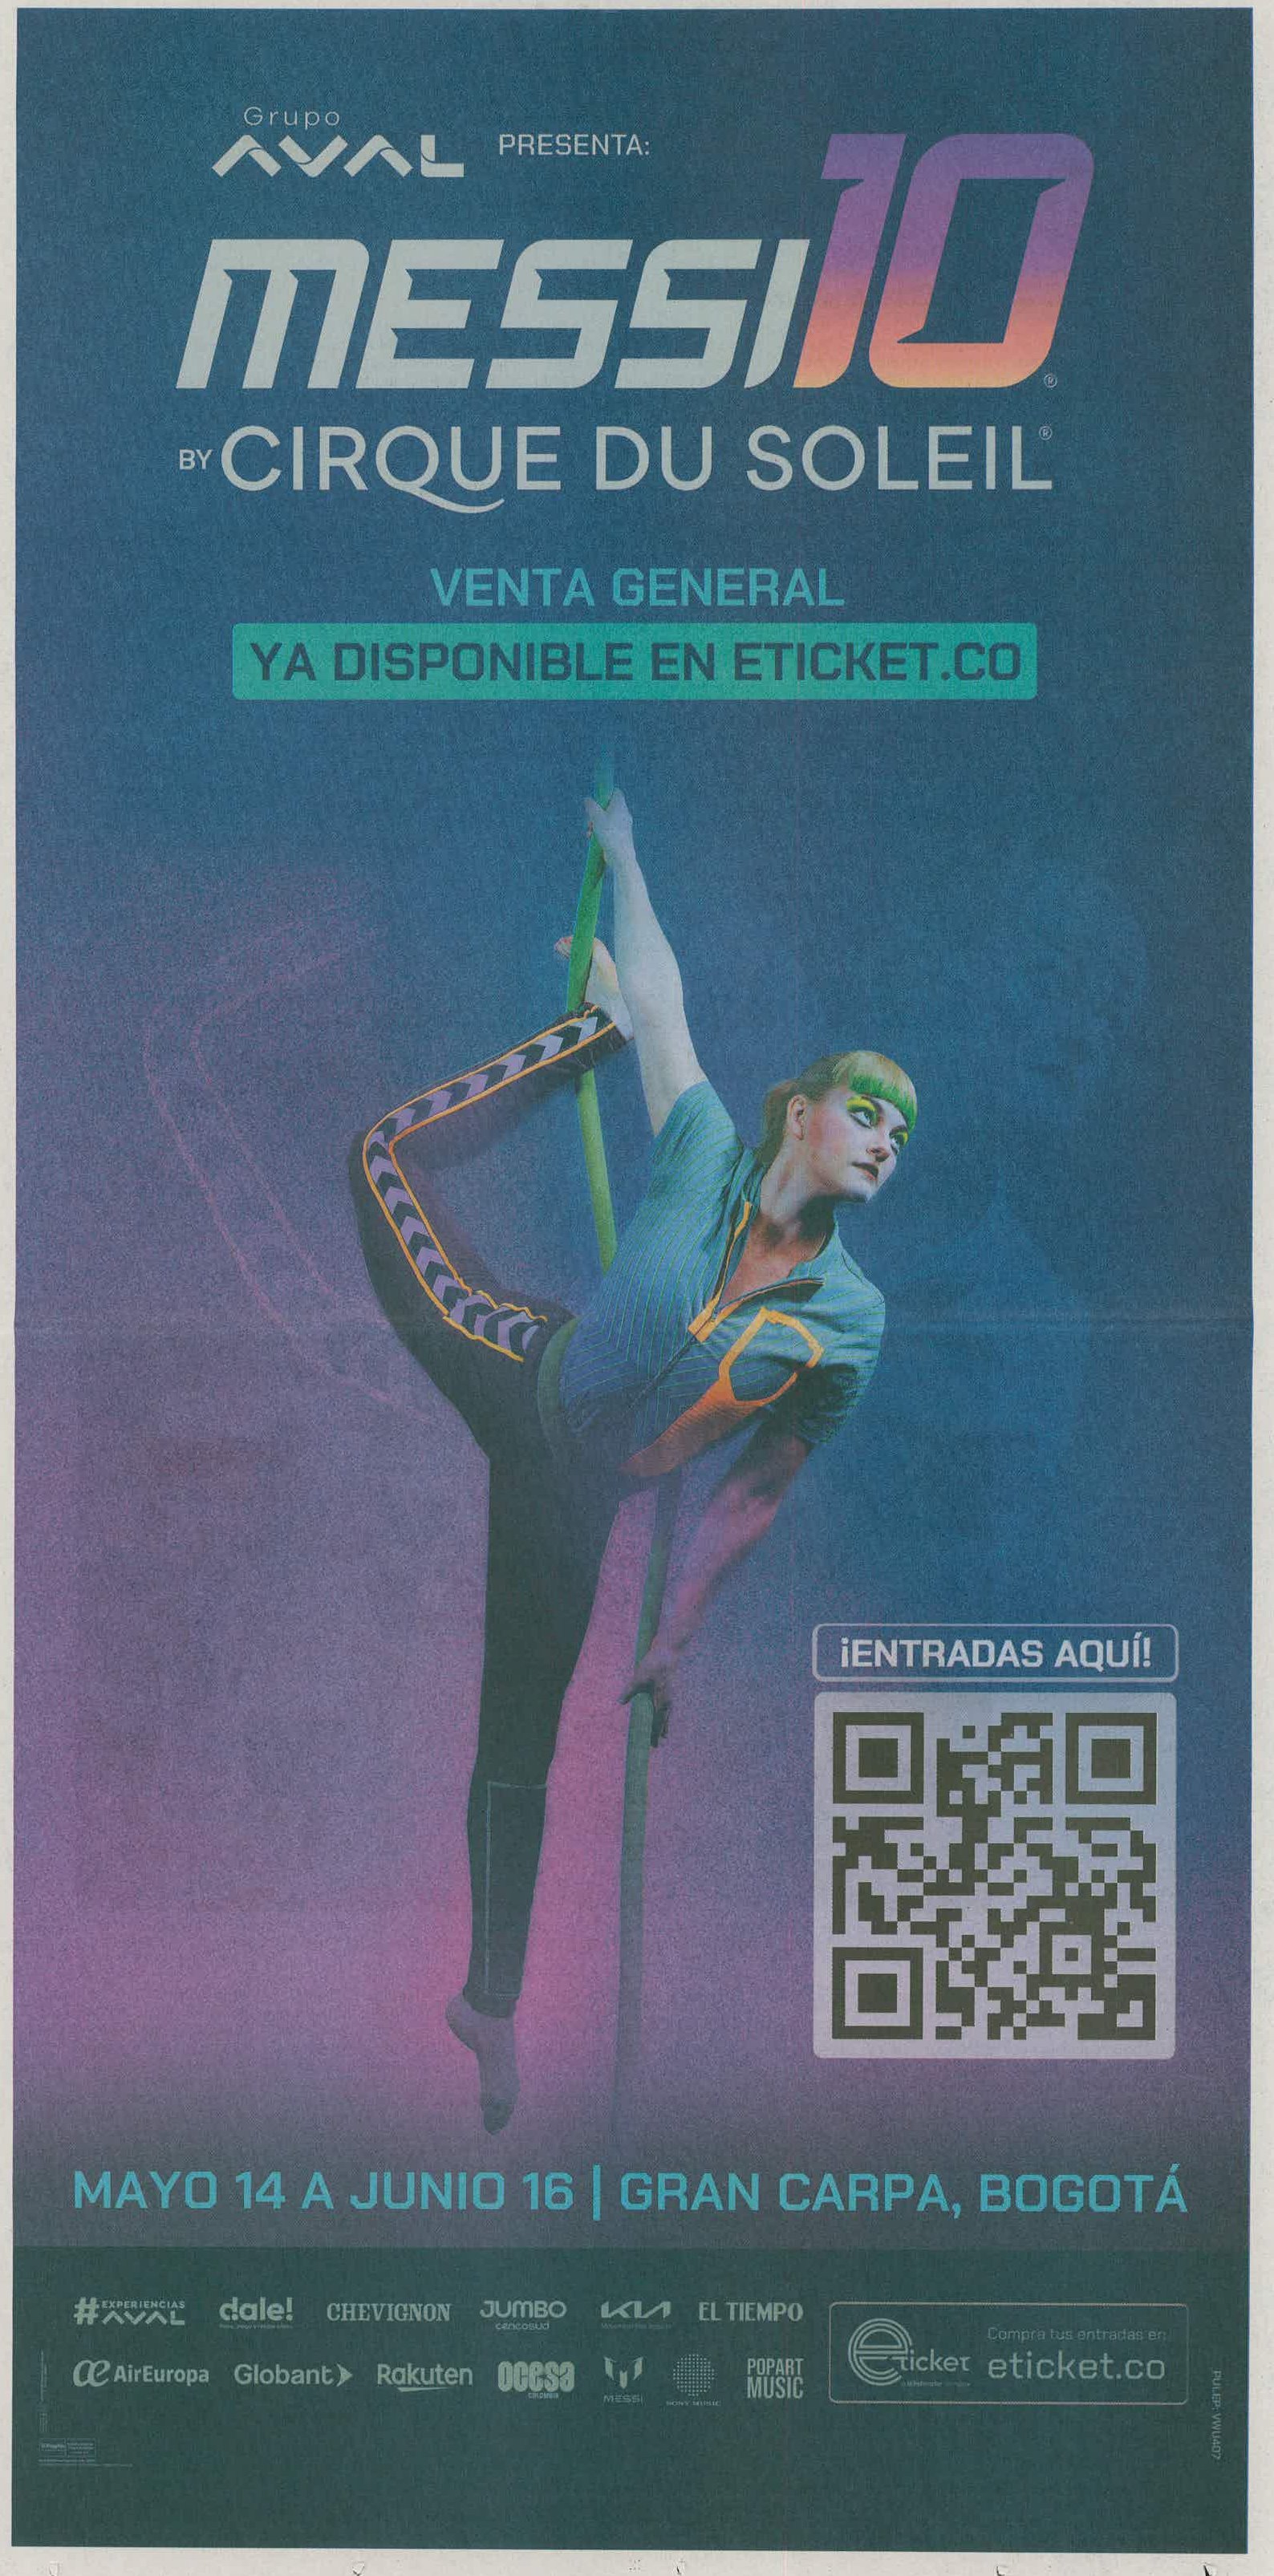 Grupo
AVAL PRESENTA:
MESSI10®
BY CIRQUE DU SOLEIL®
VENTA GENERAL
YA DISPONIBLE EN ETICKET.CO
¡ENTRADAS AQUÍ!
MAYO 14 A JUNIO 16 | GRAN CARPA, BOGOTÁ
#EXPERIENCIAS AVAL dale! CHEVIGNON JUMBO cencosud KIA EL TIEMPO
AirEuropa Globant Rakuten ocesa COLOMBIA MESSI SONY MUSIC POPART MUSIC
eticket Compra tus entradas en:
eticket.co
PULEP: VWU407